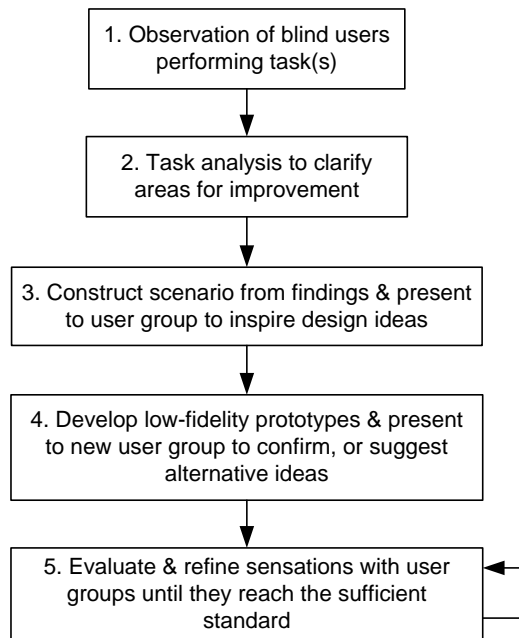 1. Observation of blind users
performing task(s)
2. Task analysis to clarify
areas for improvement
3. Construct scenario from findings & present
to user group to inspire design ideas
4. Develop low-fidelity prototypes & present
to new user group to confirm, or suggest
alternative ideas
5. Evaluate & refine sensations with user
groups until they reach the sufficient
standard